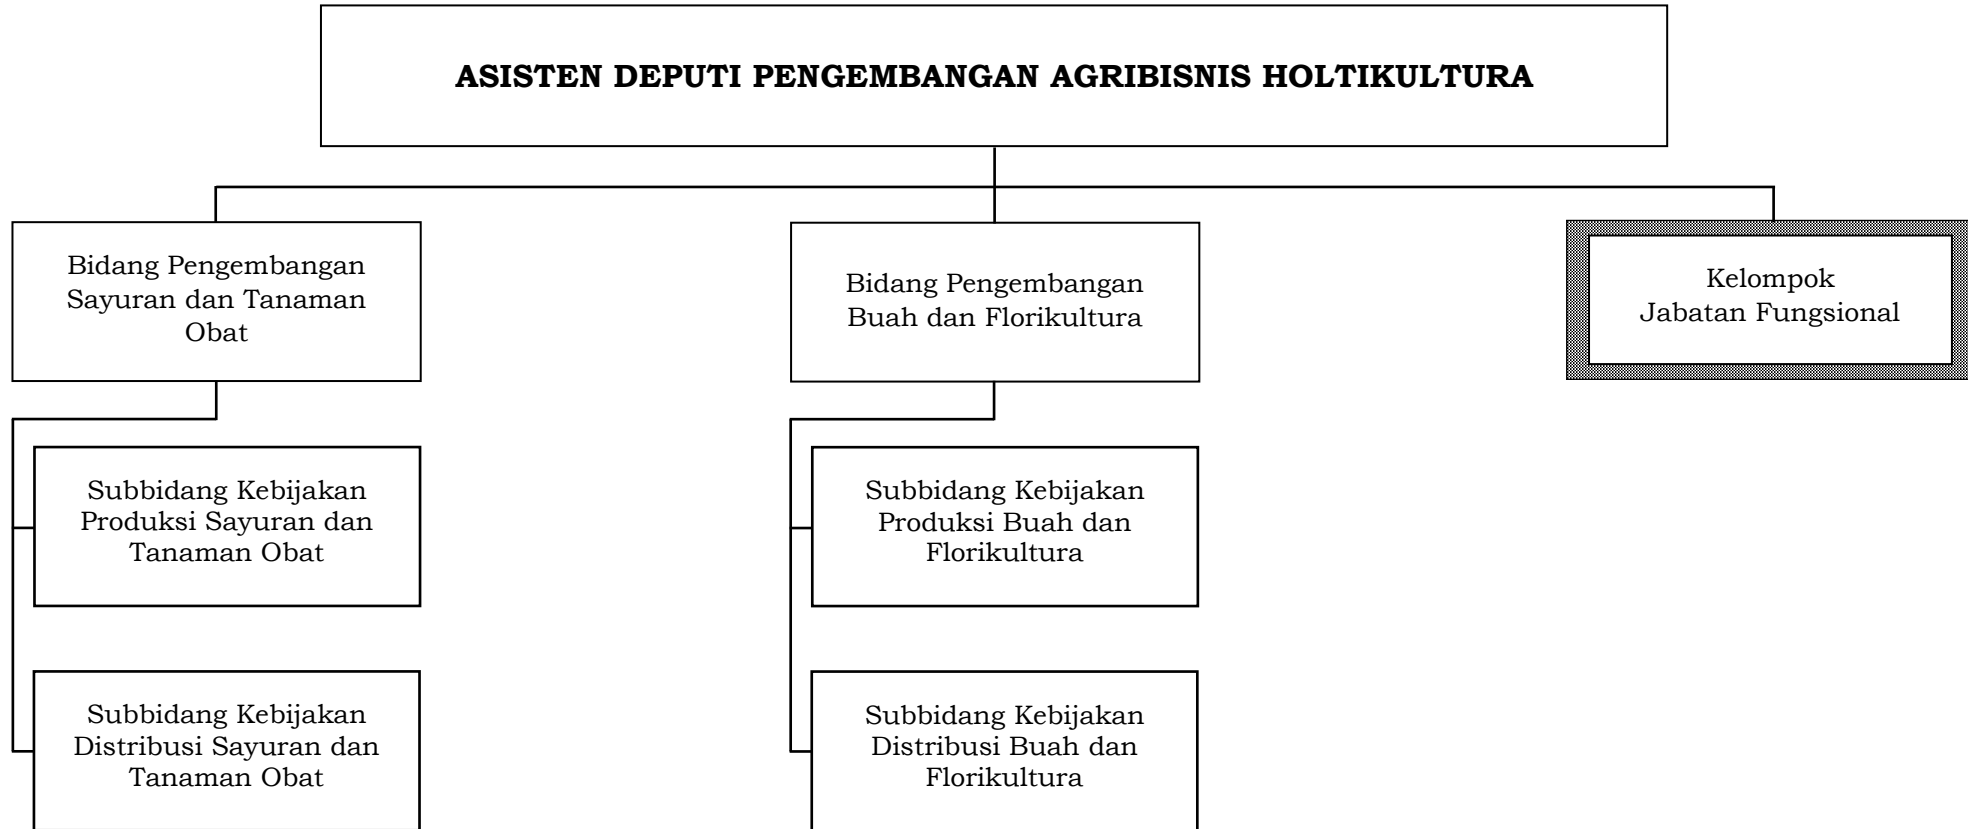 ASISTEN DEPUTI PENGEMBANGAN AGRIBISNIS HOLTIKULTURA
Bidang Pengembangan
Sayuran dan Tanaman
Obat
Bidang Pengembangan
Buah dan Florikultura
Kelompok
Jabatan Fungsional
Subbidang Kebijakan
Produksi Sayuran dan
Tanaman Obat
Subbidang Kebijakan
Produksi Buah dan
Florikultura
Subbidang Kebijakan
Distribusi Sayuran dan
Tanaman Obat
Subbidang Kebijakan
Distribusi Buah dan
Florikultura